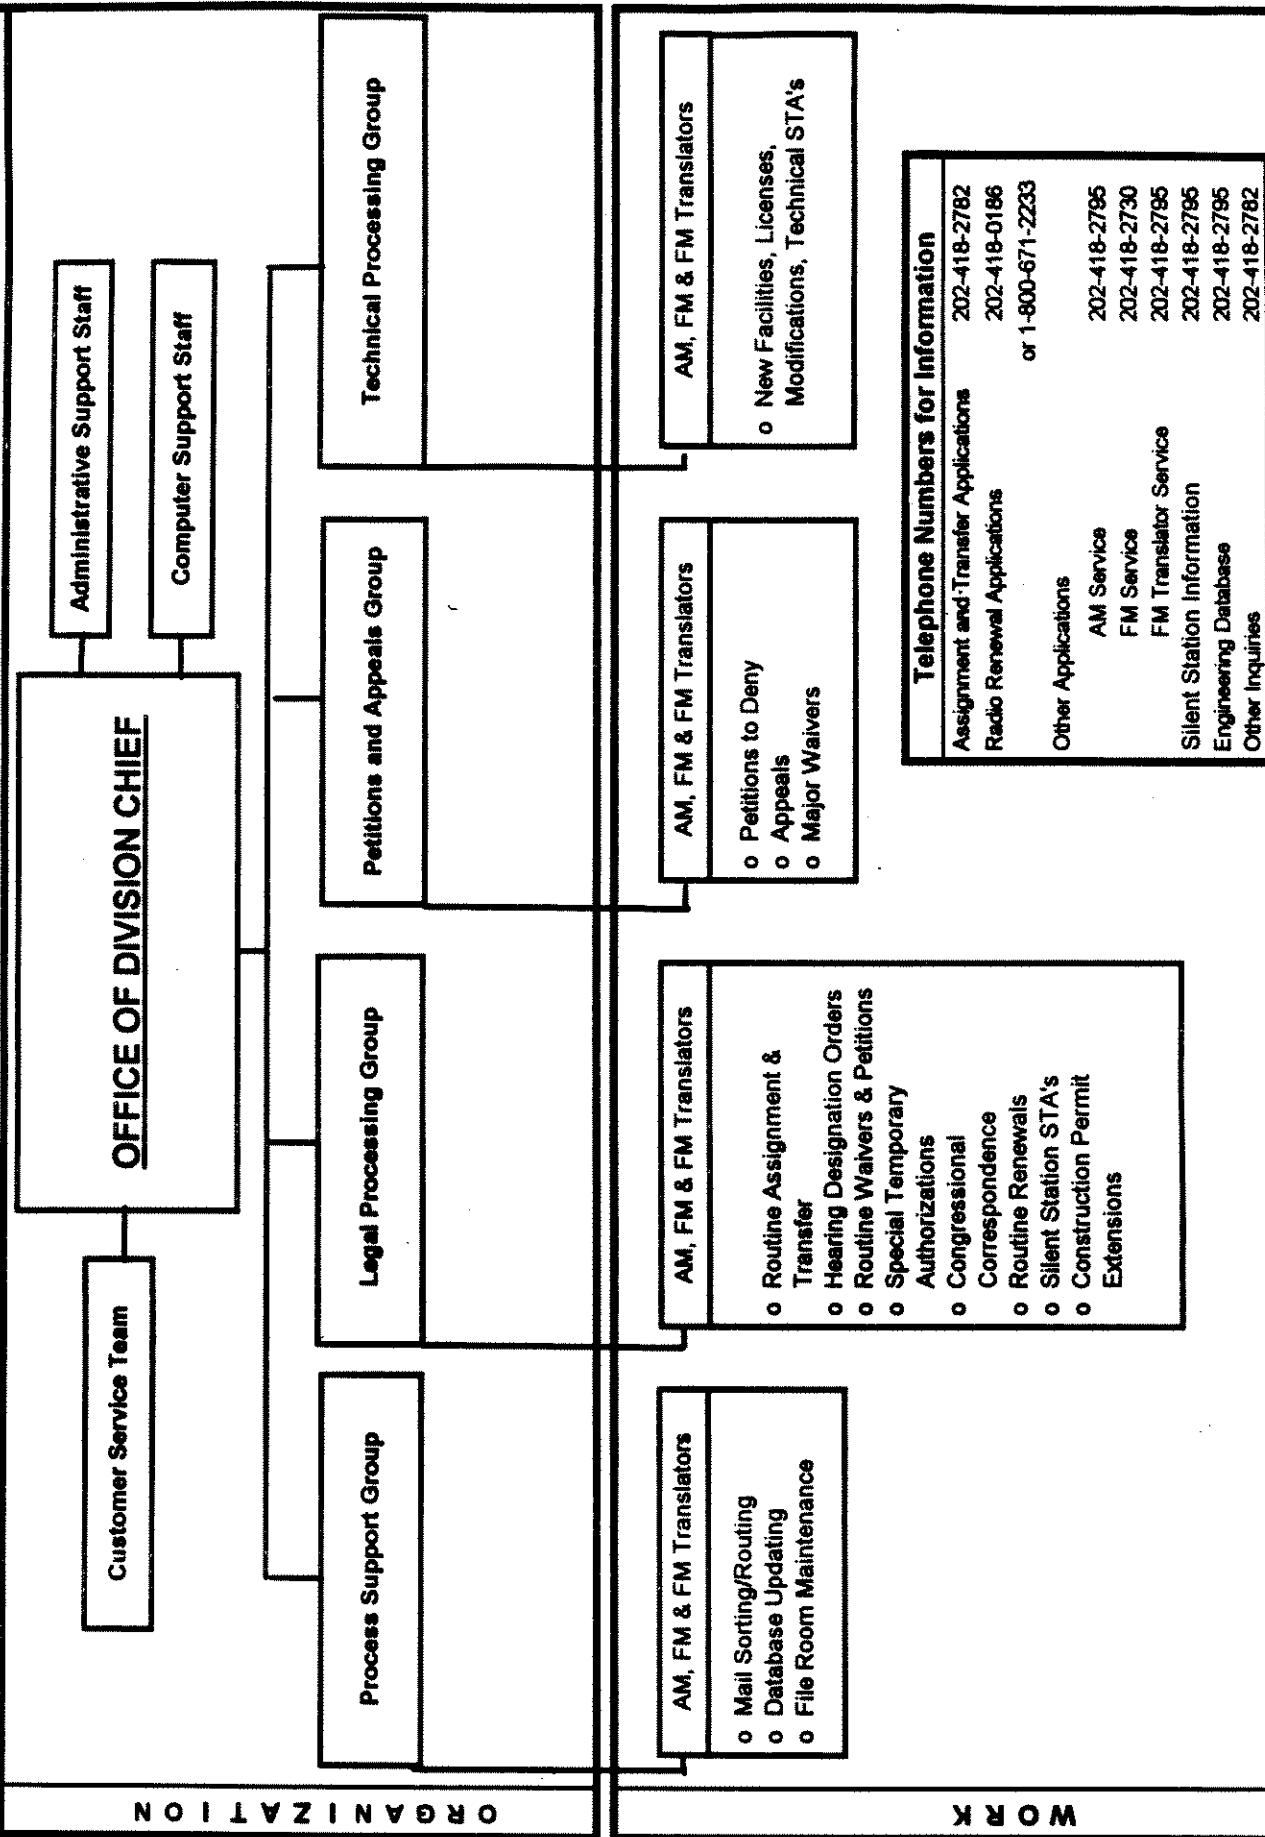 ORGANIZATION
OFFICE OF DIVISION CHIEF
Customer Service Team
Administrative Support Staff
Computer Support Staff
Process Support Group
Legal Processing Group
Petitions and Appeals Group
Technical Processing Group
WORK
AM, FM & FM Translators
o Mail Sorting/Routing
o Database Updating
o File Room Maintenance
AM, FM & FM Translators
o Routine Assignment &
Transfer
o Hearing Designation Orders
o Routine Waivers & Petitions
o Special Temporary
Authorizations
o Congressional
Correspondence
o Routine Renewals
o Silent Station STA's
o Construction Permit
Extensions
AM, FM & FM Translators
o Petitions to Deny
o Appeals
o Major Waivers
AM, FM & FM Translators
o New Facilities, Licenses,
Modifications, Technical STA's
Telephone Numbers for Information
Assignment and Transfer Applications 202-418-2782
Radio Renewal Applications 202-418-0186
or 1-800-671-2233
Other Applications
AM Service 202-418-2795
FM Service 202-418-2730
FM Translator Service 202-418-2795
Silent Station Information 202-418-2795
Engineering Database 202-418-2795
Other Inquiries 202-418-2782